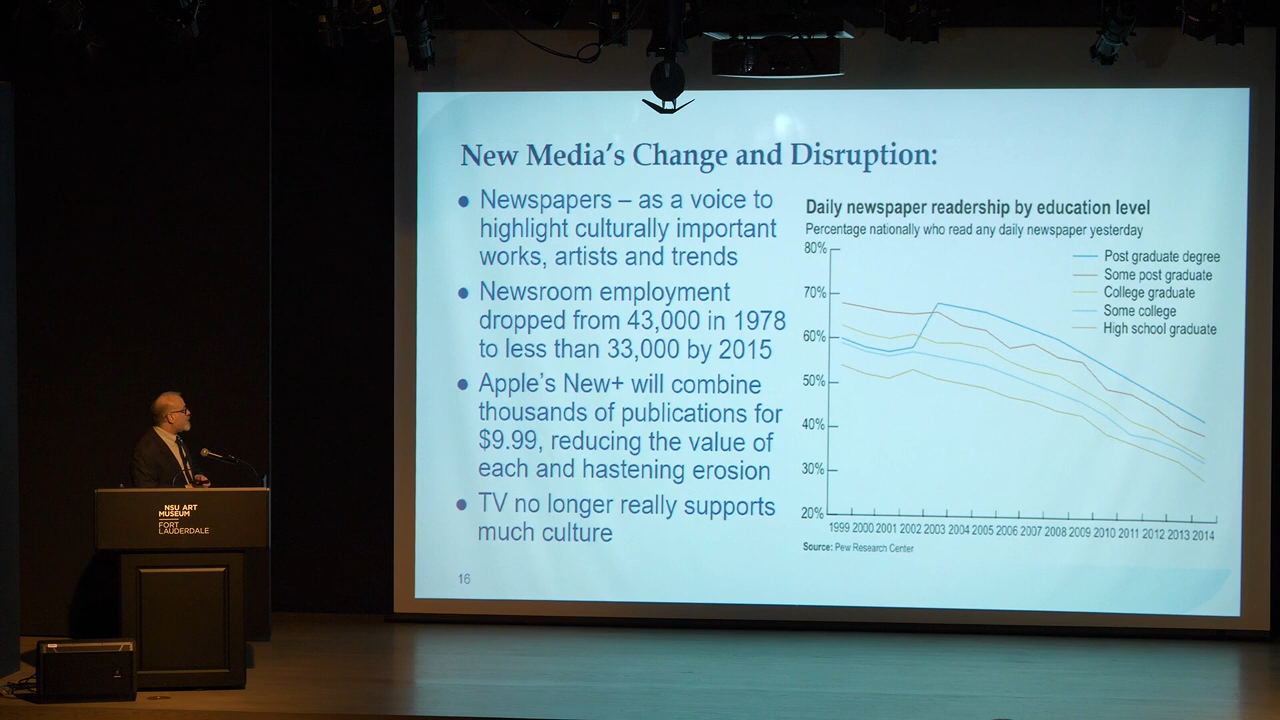 New Media's Change and Disruption:
● Newspapers – as a voice to
highlight culturally important
works, artists and trends
● Newsroom employment
dropped from 43,000 in 1978
to less than 33,000 by 2015
● Apple's New+ will combine
thousands of publications for
$9.99, reducing the value of
each and hastening erosion
● TV no longer really supports
much culture
16
Daily newspaper readership by education level
Percentage nationally who read any daily newspaper yesterday
80%
70%
60%
50%
40%
30%
20%
Post graduate degree
Some post graduate
College graduate
Some college
High school graduate
1999 2000 2001 2002 2003 2004 2005 2006 2007 2008 2009 2010 2011 2012 2013 2014
Source: Pew Research Center
NSU ART
MUSEUM
FORT
LAUDERDALE